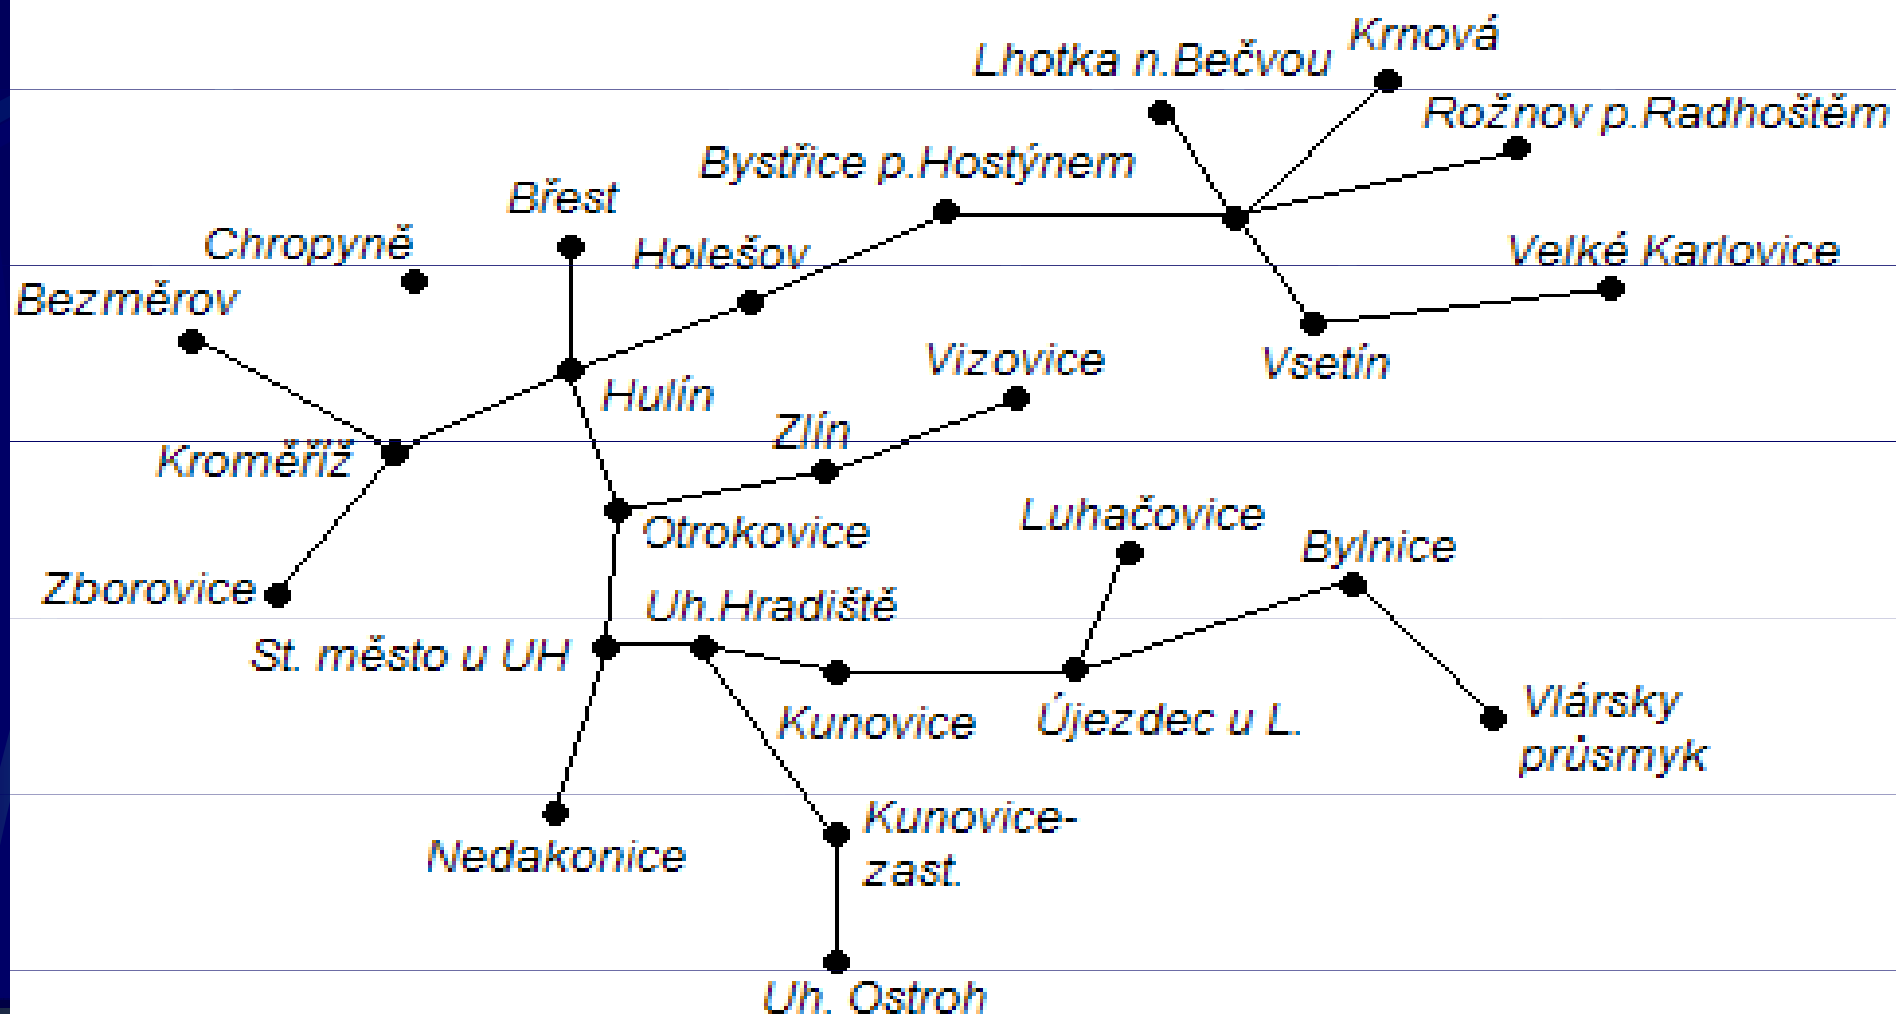 Krnová
Lhotka n.Bečvou
Rožnov p.Radhoštěm
Bystřice p.Hostýnem
Břest
Chropyně
Holešov
Velké Karlovice
Bezměrov
Vizovice
Vsetín
Hulín
Zlín
Kroměříž
Luhačovice
Otrokovice
Bylnice
Zborovice
Uh.Hradiště
St. město u UH
Vlársky
průsmyk
Kunovice
Újezdec u L.
Kunovice-
zast.
Nedakonice
Uh. Ostroh